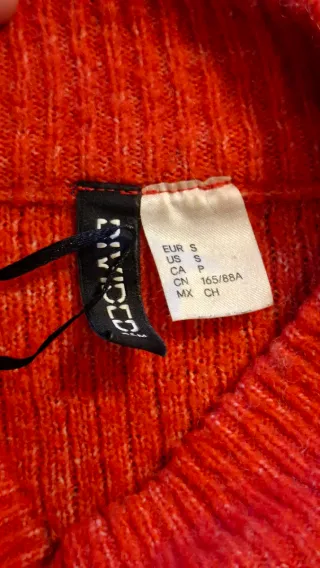 DIVIDED
EUR S
US S
CA P
CN 165/88A
MX CH